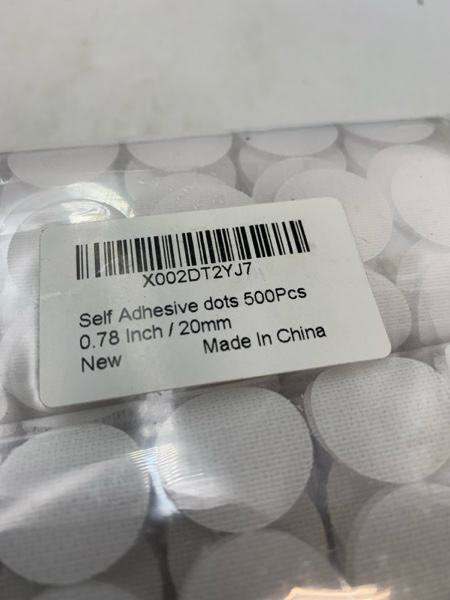 X002DT2YJ7
Self Adhesive dots 500Pcs
0.78 Inch / 20mm
New Made In China